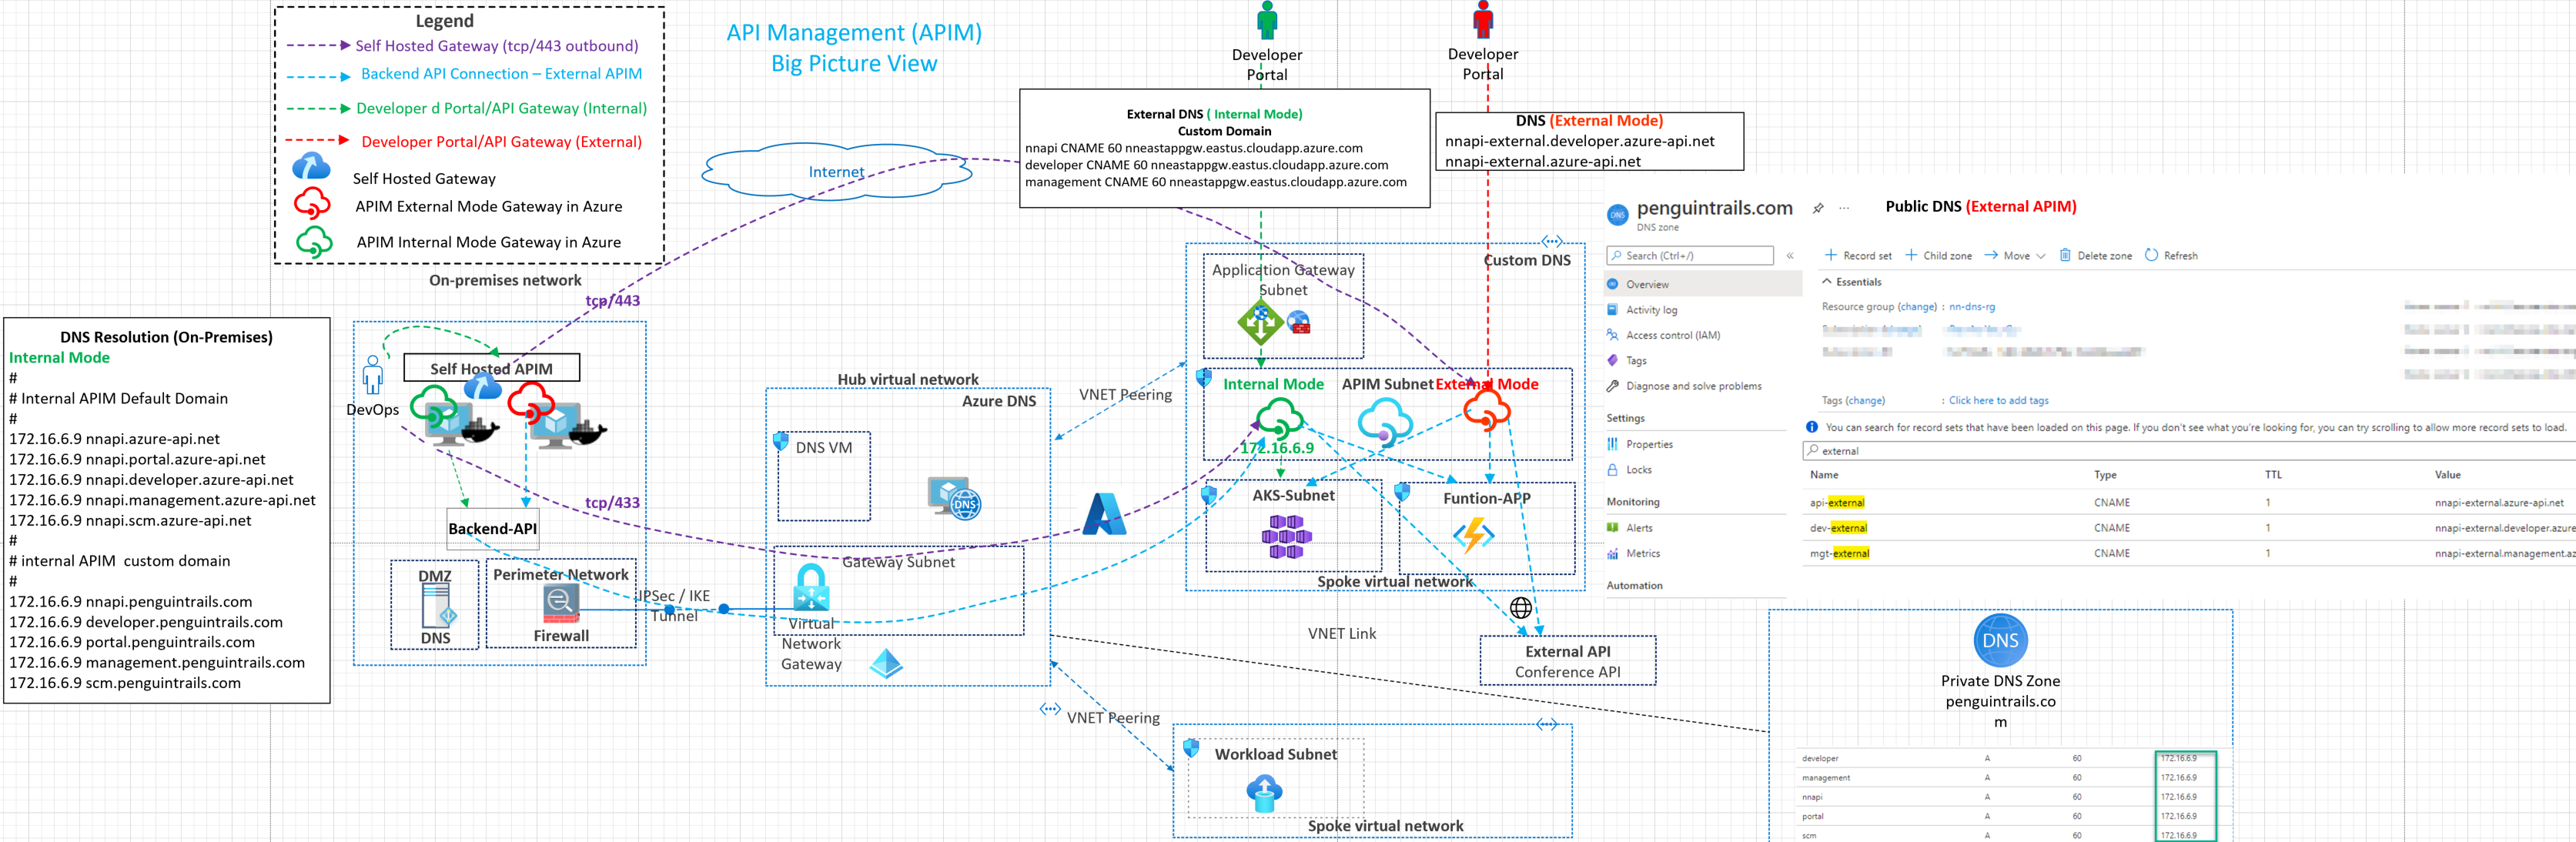 Legend
Self Hosted Gateway (tcp/443 outbound)
Backend API Connection – External APIM
Developer d Portal/API Gateway (Internal)
Developer Portal/API Gateway (External)
Self Hosted Gateway
APIM External Mode Gateway in Azure
APIM Internal Mode Gateway in Azure
API Management (APIM)
Big Picture View
Internet
Developer
Portal
Developer
Portal
External DNS ( Internal Mode)
Custom Domain
nnapi CNAME 60 nneastappgw.eastus.cloudapp.azure.com
developer CNAME 60 nneastappgw.eastus.cloudapp.azure.com
management CNAME 60 nneastappgw.eastus.cloudapp.azure.com
DNS (External Mode)
nnapi-external.developer.azure-api.net
nnapi-external.azure-api.net
On-premises network
tcp/443
DNS Resolution (On-Premises)
Internal Mode
#
# Internal APIM Default Domain
#
172.16.6.9 nnapi.azure-api.net
172.16.6.9 nnapi.portal.azure-api.net
172.16.6.9 nnapi.developer.azure-api.net
172.16.6.9 nnapi.management.azure-api.net
172.16.6.9 nnapi.scm.azure-api.net
#
# internal APIM  custom domain
#
172.16.6.9 nnapi.penguintrails.com
172.16.6.9 developer.penguintrails.com
172.16.6.9 portal.penguintrails.com
172.16.6.9 management.penguintrails.com
172.16.6.9 scm.penguintrails.com
Self Hosted APIM
DevOps
tcp/433
Backend-API
DMZ
DNS
Perimeter Network
Firewall
IPSec / IKE
Tunnel
Hub virtual network
Azure DNS
DNS VM
DNS
Gateway Subnet
Virtual
Network
Gateway
VNET Peering
VNET Peering
Custom DNS
Application Gateway
Subnet
Internal Mode
APIM Subnet
External Mode
172.16.6.9
AKS-Subnet
Funtion-APP
Spoke virtual network
VNET Link
External API
Conference API
Workload Subnet
Spoke virtual network
DNS
penguintrails.com
...
DNS zone
Public DNS (External APIM)
Search (Ctrl+/)
«
Overview
Activity log
Access control (IAM)
Tags
Diagnose and solve problems
Settings
Properties
Locks
Monitoring
Alerts
Metrics
Automation
Record set
Child zone
Move
Delete zone
Refresh
Essentials
Resource group (change) : nn-dns-rg
Tags (change) : Click here to add tags
You can search for record sets that have been loaded on this page. If you don't see what you're looking for, you can try scrolling to allow more record sets to load.
external
Name Type TTL Value
api-external CNAME 1 nnapi-external.azure-api.net
dev-external CNAME 1 nnapi-external.developer.azure
mgt-external CNAME 1 nnapi-external.management.az
DNS
Private DNS Zone
penguintrails.co
m
developer A 60 172.16.6.9
management A 60 172.16.6.9
nnapi A 60 172.16.6.9
portal A 60 172.16.6.9
scm A 60 172.16.6.9